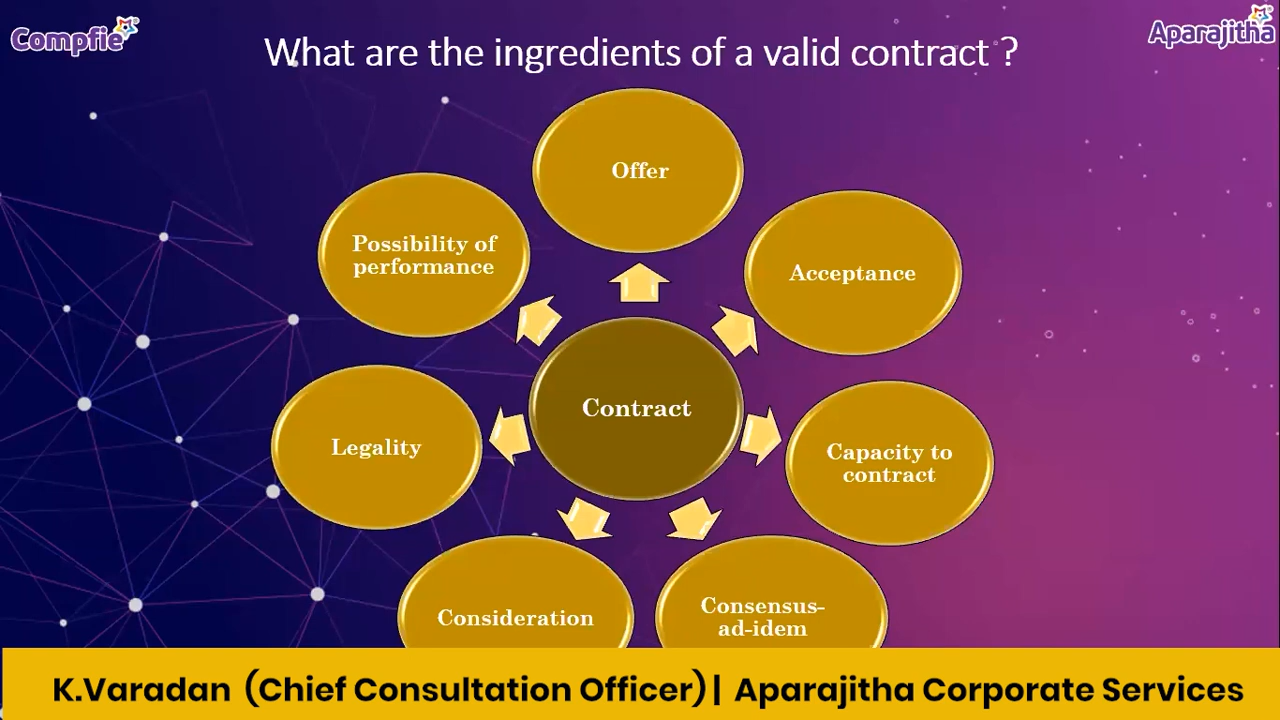 Compfie
Aparajitha
What are the ingredients of a valid contract ?
Offer
Acceptance
Capacity to
contract
Consensus-
ad-idem
Consideration
Legality
Possibility of
performance
Contract
K.Varadan (Chief Consultation Officer) | Aparajitha Corporate Services